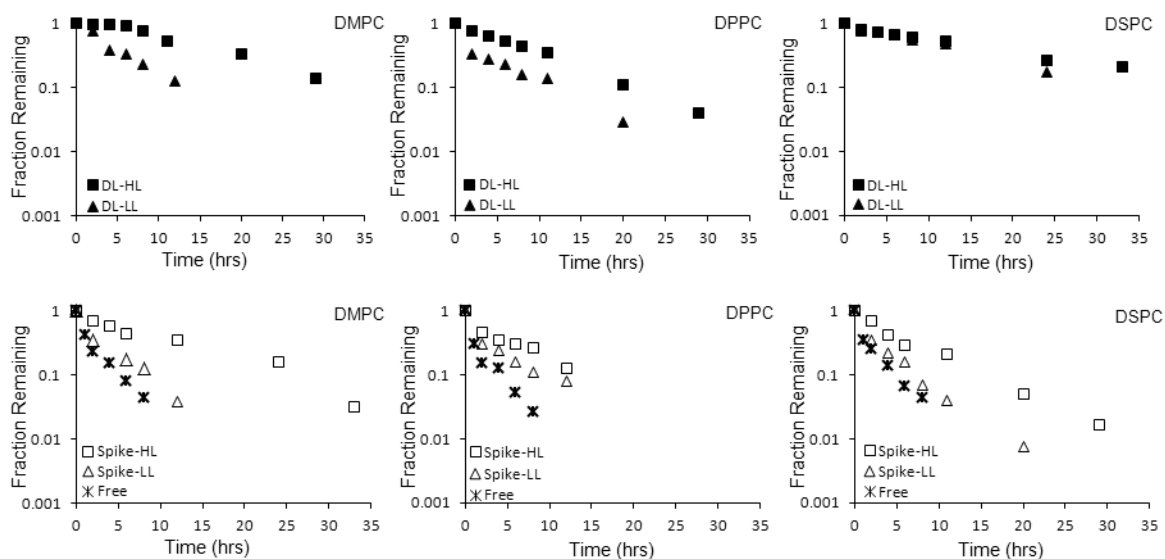 DMPC
Fraction Remaining
1
0.1
0.01
0.001
DL-HL
DL-LL
0 5 10 15 20 25 30 35
Time (hrs)
DPPC
Fraction Remaining
1
0.1
0.01
0.001
DL-HL
DL-LL
0 5 10 15 20 25 30 35
Time (hrs)
DSPC
Fraction Remaining
1
0.1
0.01
0.001
DL-HL
DL-LL
0 5 10 15 20 25 30 35
Time (hrs)
DMPC
Fraction Remaining
1
0.1
0.01
0.001
Spike-HL
Spike-LL
Free
0 5 10 15 20 25 30 35
Time (hrs)
DPPC
Fraction Remaining
1
0.1
0.01
0.001
Spike-HL
Spike-LL
Free
0 5 10 15 20 25 30 35
Time (hrs)
DSPC
Fraction Remaining
1
0.1
0.01
0.001
Spike-HL
Spike-LL
Free
0 5 10 15 20 25 30 35
Time (hrs)